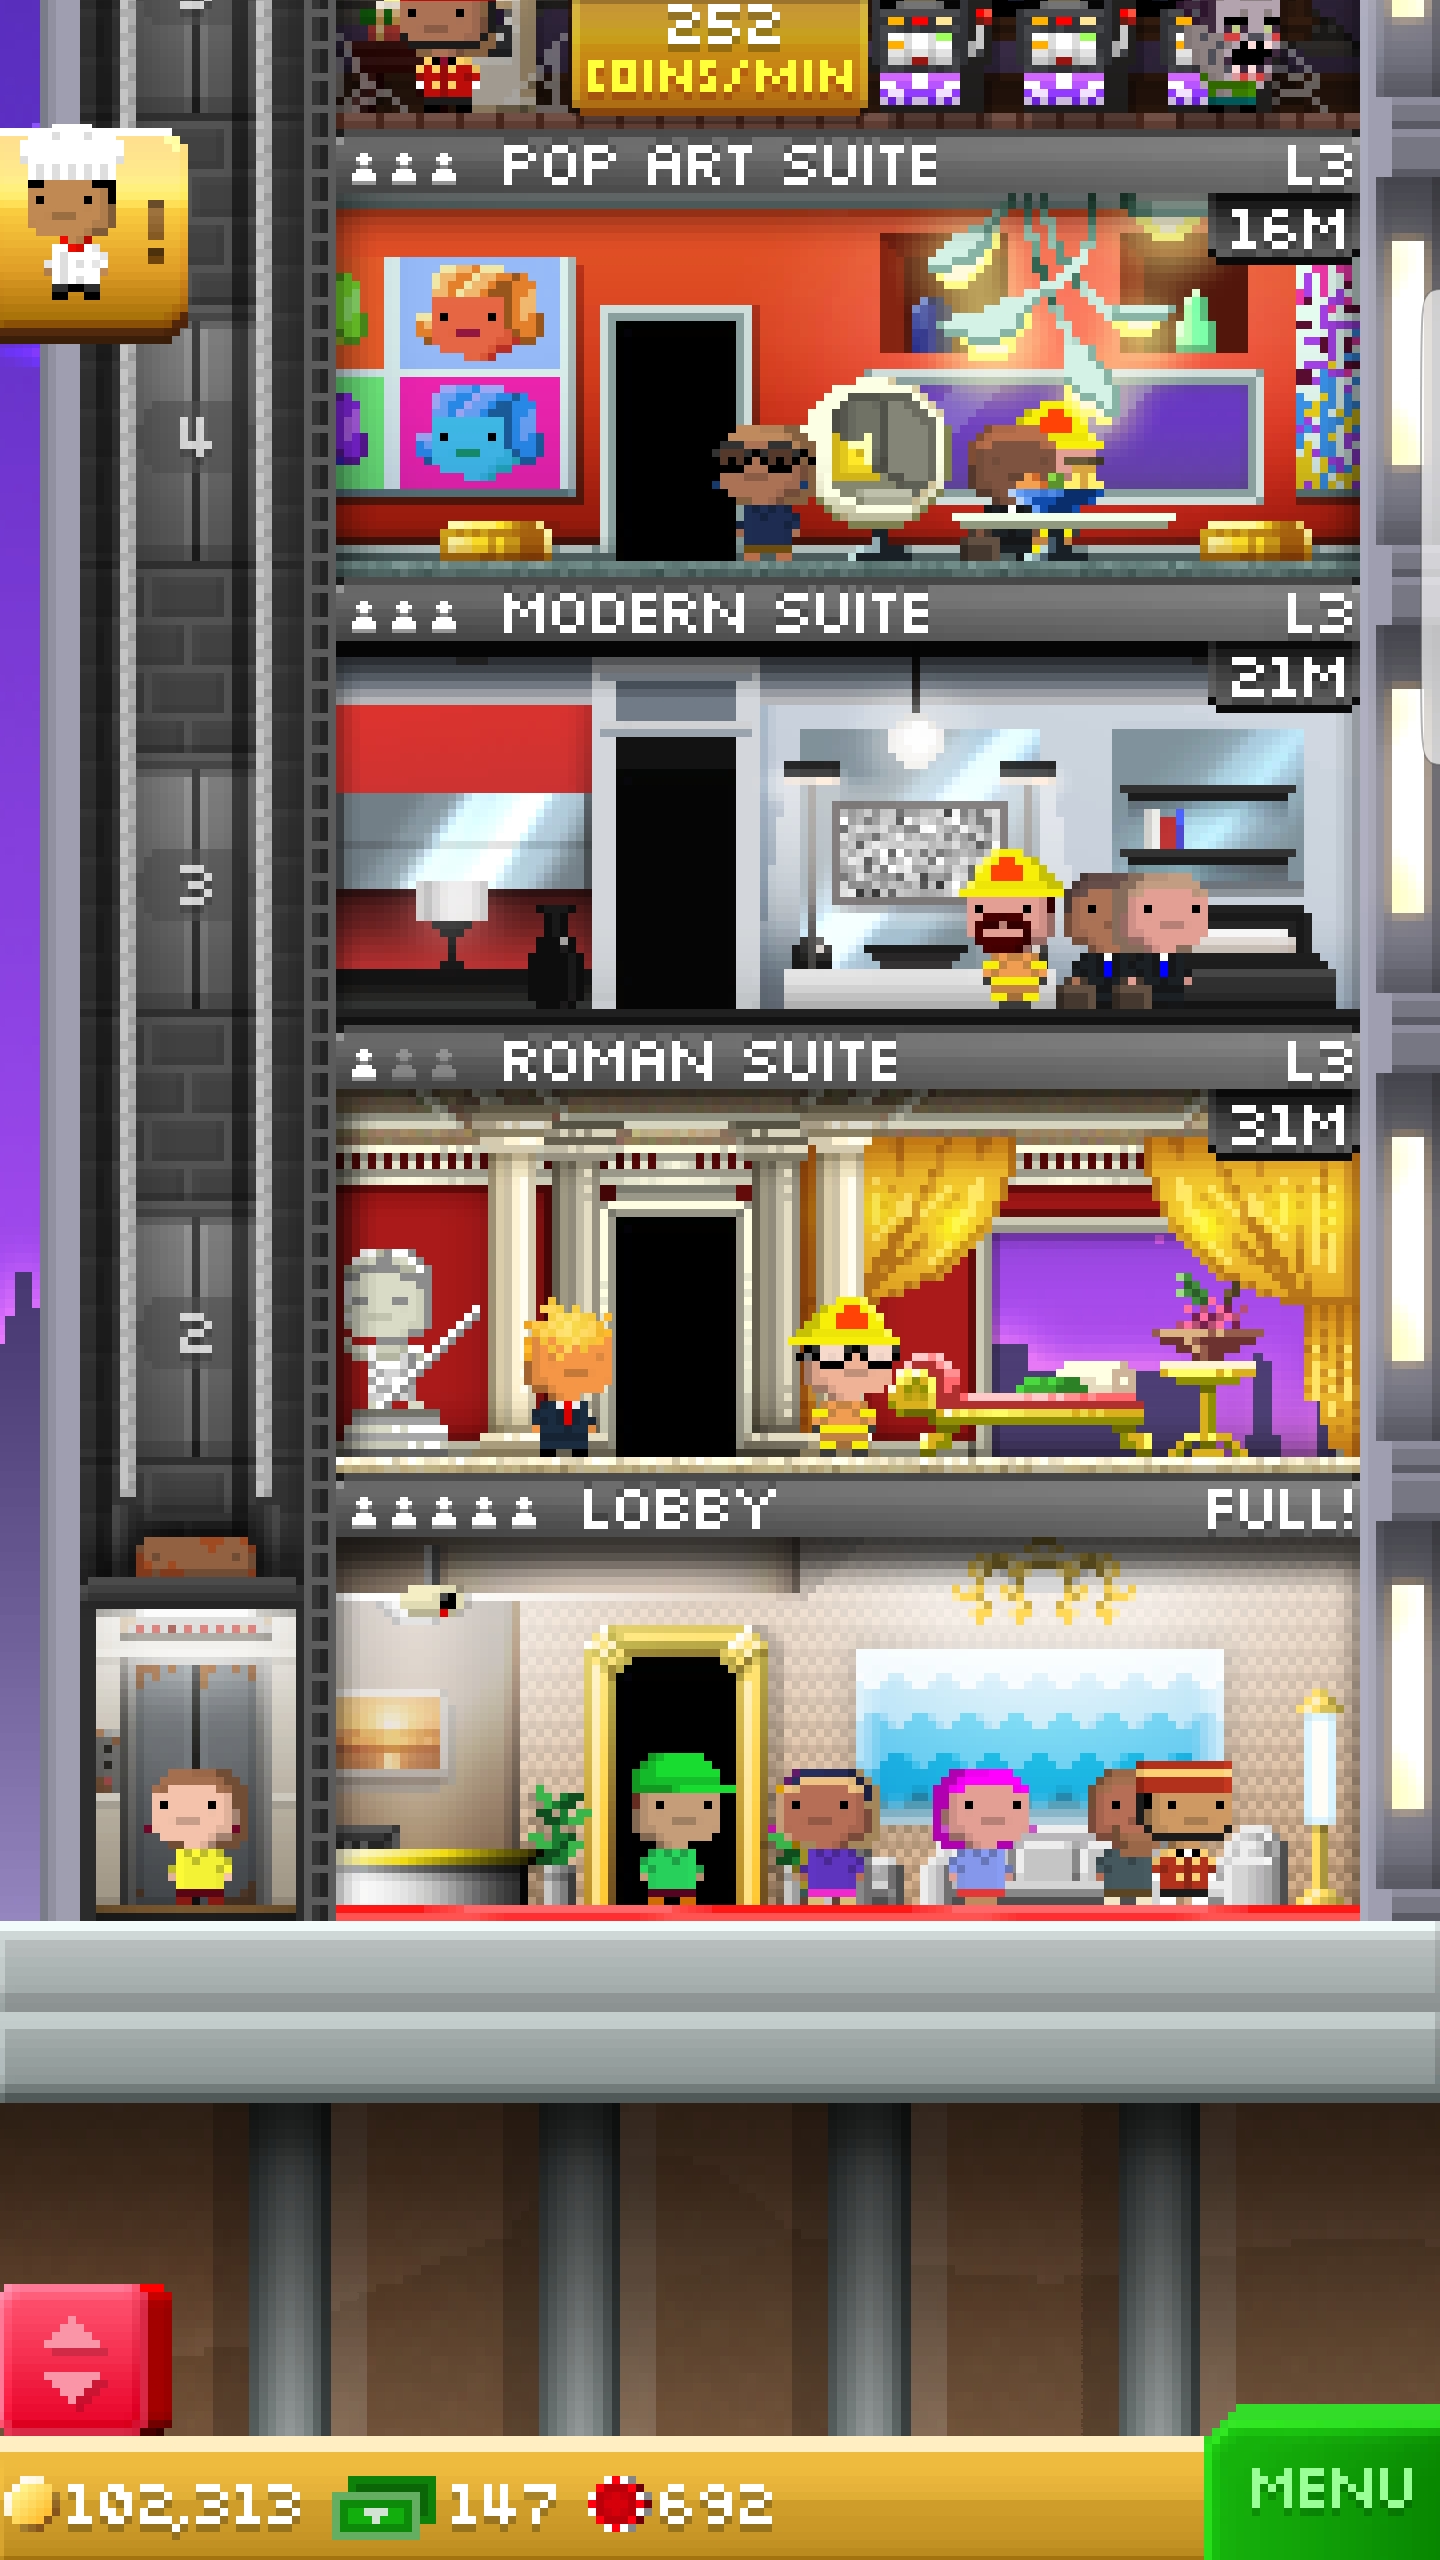 252
COINS/MIN
POP ART SUITE L3
16M
4
MODERN SUITE L3
21M
3
ROMAN SUITE L3
31M
2
LOBBY FULL!
!
MENU
102,313 147 692